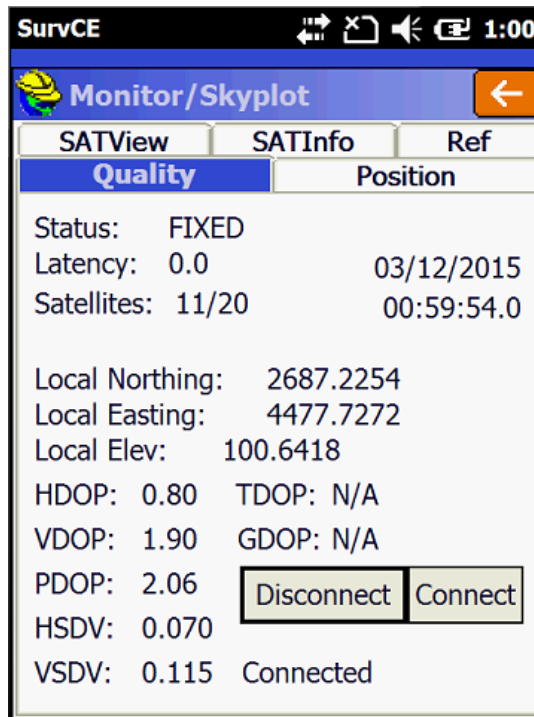 SurvCE 1:00
Monitor/Skyplot
SATView SATInfo Ref
Quality Position
Status: FIXED
Latency: 0.0 03/12/2015
Satellites: 11/20 00:59:54.0
Local Northing: 2687.2254
Local Easting: 4477.7272
Local Elev: 100.6418
HDOP: 0.80 TDOP: N/A
VDOP: 1.90 GDOP: N/A
PDOP: 2.06 Disconnect Connect
HSDV: 0.070
VSDV: 0.115 Connected